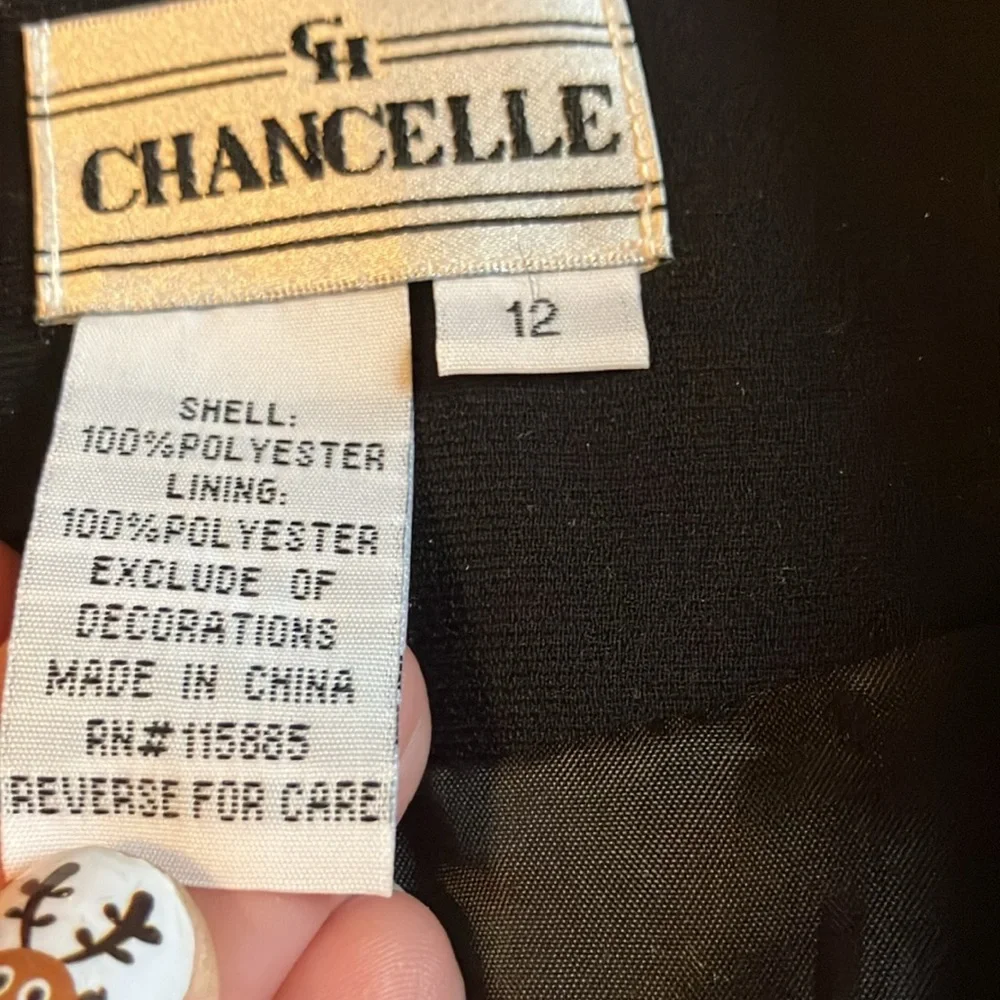 CH
CHANCELLE
12
SHELL:
100%POLYESTER
LINING:
100%POLYESTER
EXCLUDE OF
DECORATIONS
MADE IN CHINA
RN#115885
REVERSE FOR CARE